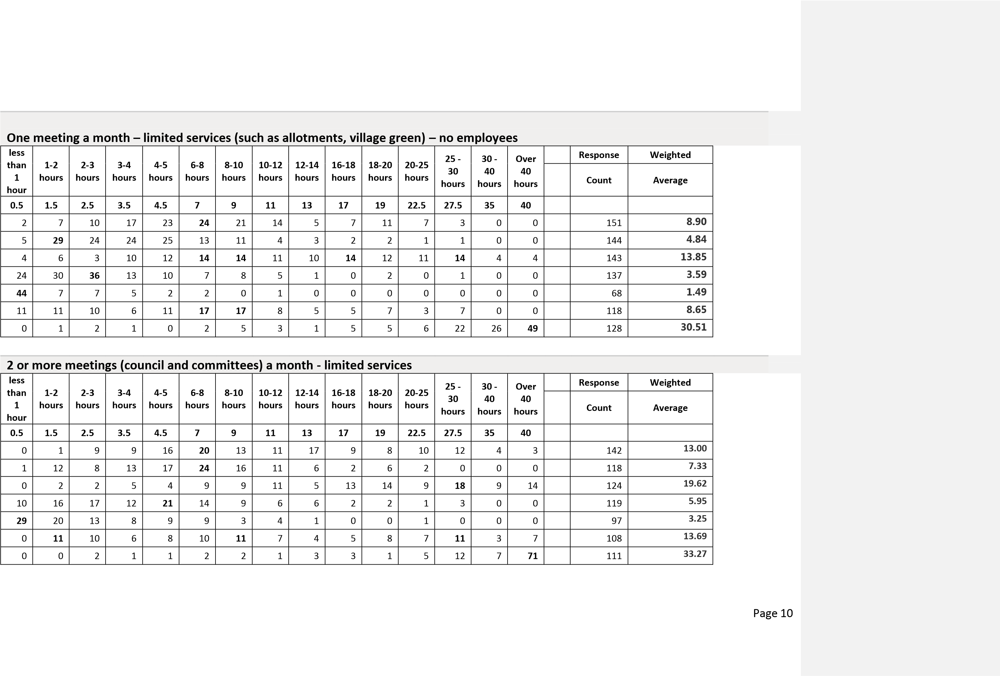 One meeting a month – limited services (such as allotments, village green) – no employees
less than 1 hour 1-2 hours 2-3 hours 3-4 hours 4-5 hours 6-8 hours 8-10 hours 10-12 hours 12-14 hours 16-18 hours 18-20 hours 20-25 hours 25 - 30 hours 30 - 40 hours Over 40 hours Response Count Weighted Average
0.5 1.5 2.5 3.5 4.5 7 9 11 13 17 19 22.5 27.5 35 40
2 7 10 17 23 24 21 14 5 7 11 7 3 0 0 151 8.90
5 29 24 24 25 13 11 4 3 2 2 1 1 0 0 144 4.84
4 6 3 10 12 14 14 11 10 14 12 11 14 4 4 143 13.85
24 30 36 13 10 7 8 5 1 0 2 0 1 0 0 137 3.59
44 7 7 5 2 2 0 1 0 0 0 0 0 0 0 68 1.49
11 11 10 6 11 17 17 8 5 5 7 3 7 0 0 118 8.65
0 1 2 1 0 2 5 3 1 5 5 6 22 26 49 128 30.51
2 or more meetings (council and committees) a month - limited services
less than 1 hour 1-2 hours 2-3 hours 3-4 hours 4-5 hours 6-8 hours 8-10 hours 10-12 hours 12-14 hours 16-18 hours 18-20 hours 20-25 hours 25 - 30 hours 30 - 40 hours Over 40 hours Response Count Weighted Average
0.5 1.5 2.5 3.5 4.5 7 9 11 13 17 19 22.5 27.5 35 40
0 1 9 9 16 20 13 11 17 9 8 10 12 4 3 142 13.00
1 12 8 13 17 24 16 11 6 2 6 2 0 0 0 118 7.33
0 2 2 5 4 9 9 11 5 13 14 9 18 9 14 124 19.62
10 16 17 12 21 14 9 6 6 2 2 1 3 0 0 119 5.95
29 20 13 8 9 9 3 4 1 0 0 1 0 0 0 97 3.25
0 11 10 6 8 10 11 7 4 5 8 7 11 3 7 108 13.69
0 0 2 1 1 2 2 1 3 3 1 5 12 7 71 111 33.27
Page 10